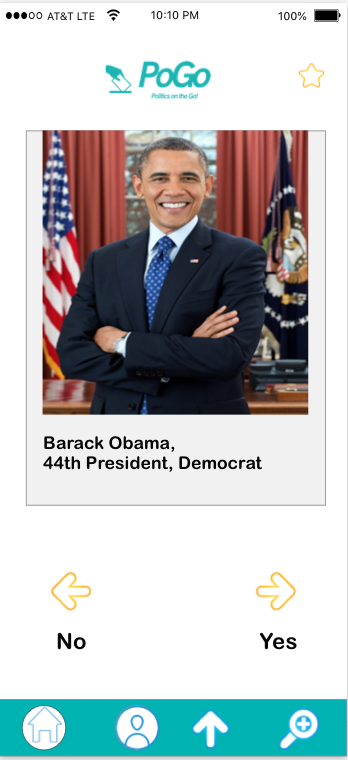 AT&T LTE 10:10 PM 100%
PoGo
Politics on the Go!
Barack Obama,
44th President, Democrat
No Yes